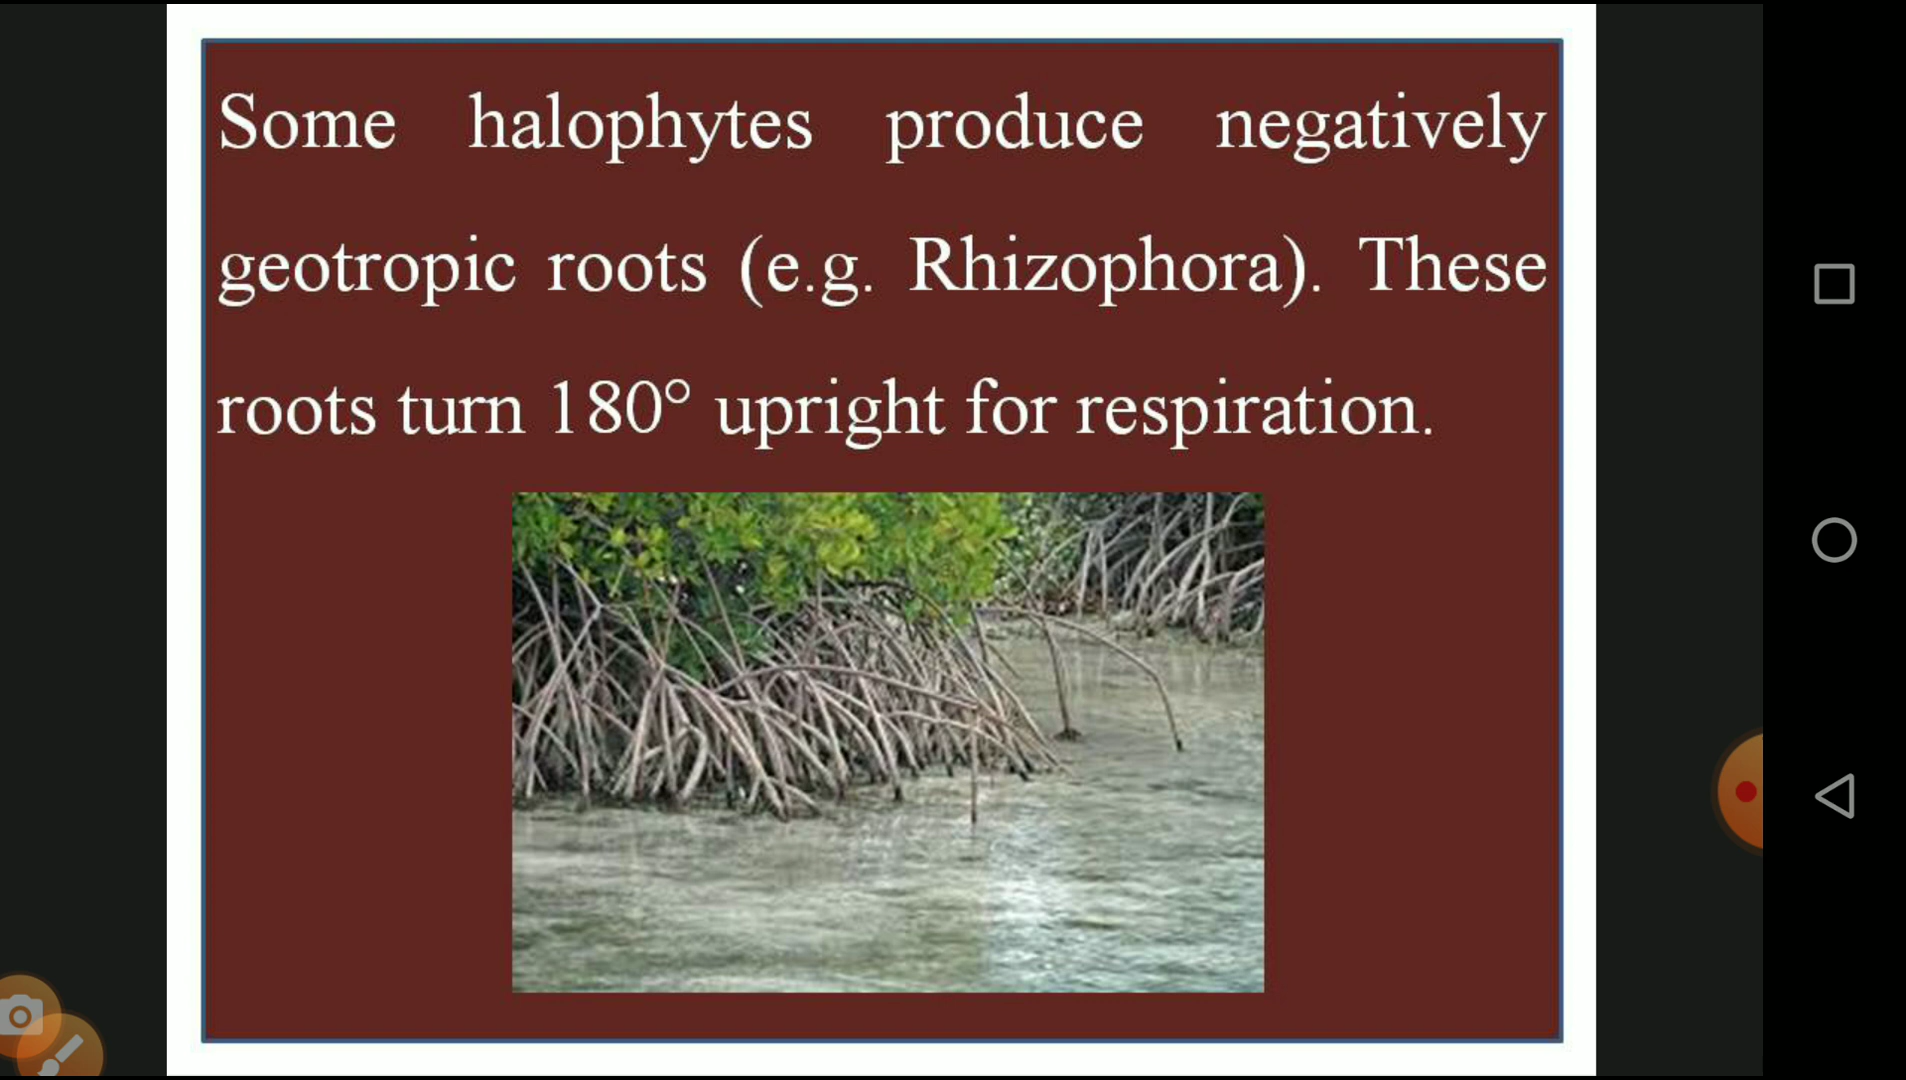 Some halophytes produce negatively
geotropic roots (e.g. Rhizophora). These
roots turn 180° upright for respiration.